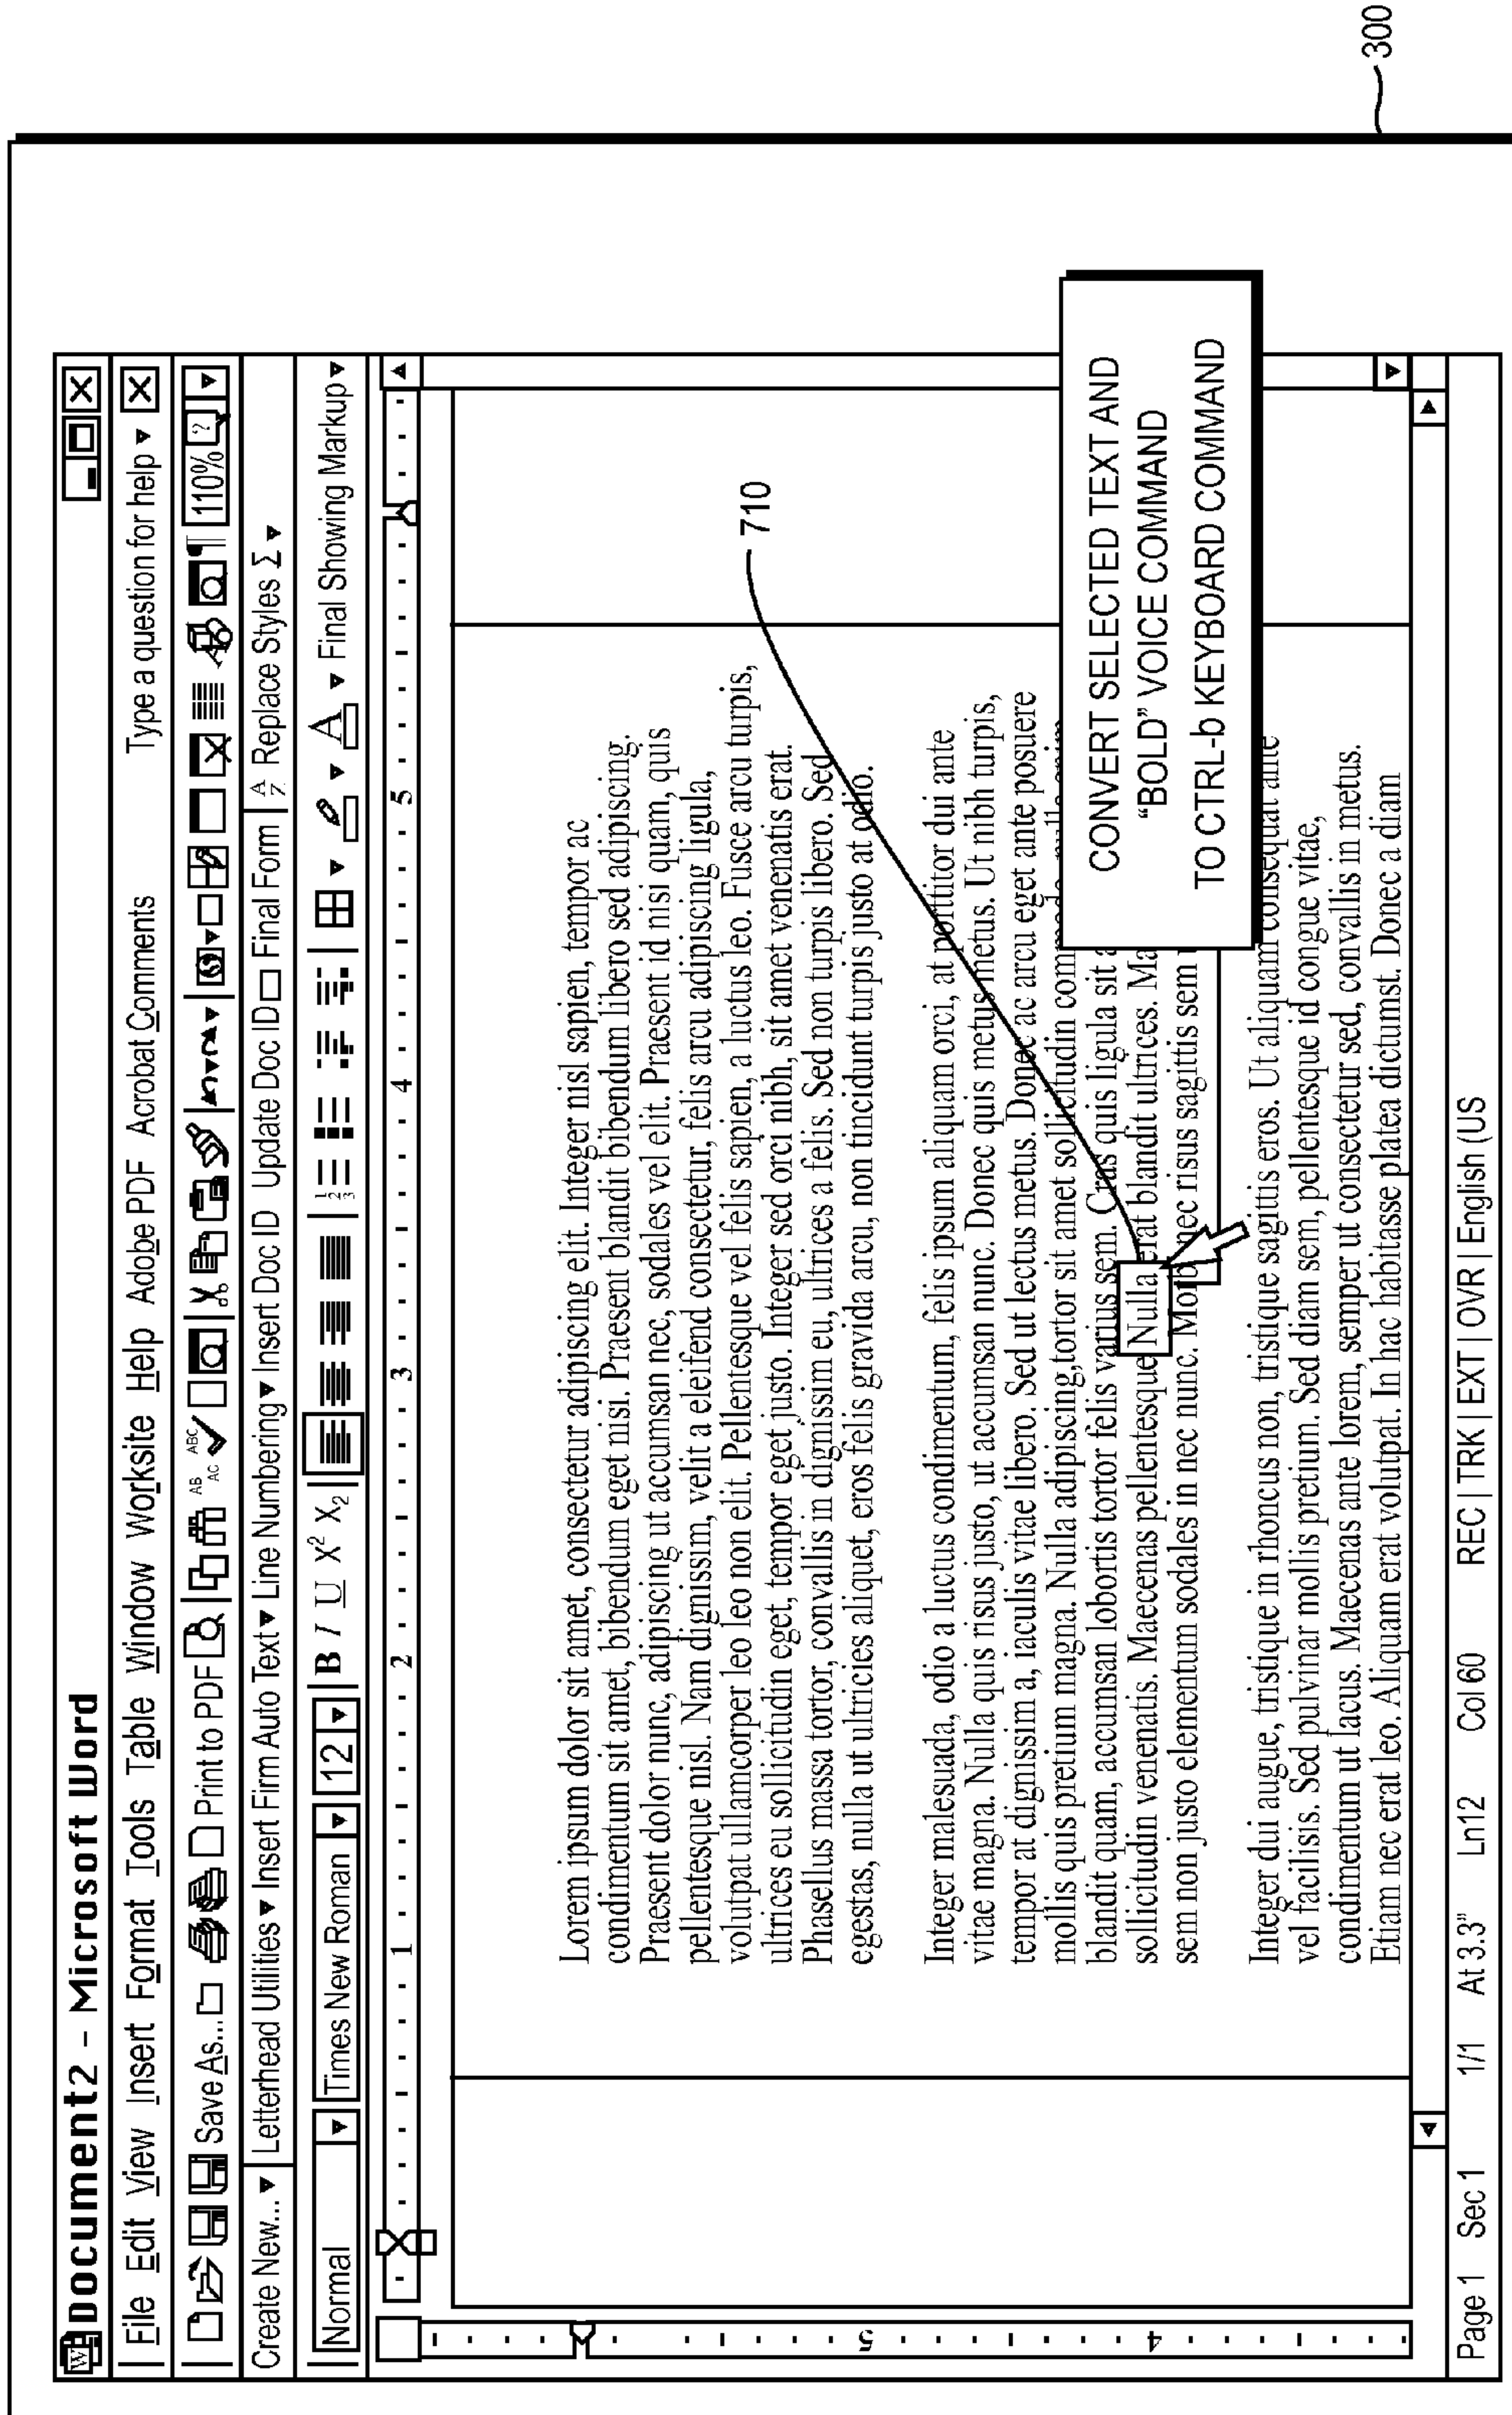 Document2 - Microsoft Word
File Edit View Insert Format Tools Table Window Worksite Help Adobe PDF Acrobat Comments Type a question for help
Save As... Print to PDF AB AC ABC 110% ?
Create New... Letterhead Utilities Insert Firm Auto Text Line Numbering Insert Doc ID Update Doc ID Final Form A Z Replace Styles Σ
Normal Times New Roman 12 B I U X² X₂ 1 2 3 A Final Showing Markup
1 2 3 4 5
Lorem ipsum dolor sit amet, consectetur adipiscing elit. Integer nisl sapien, tempor ac
condimentum sit amet, bibendum eget nisi. Praesent blandit bibendum libero sed adipiscing.
Praesent dolor nunc, adipiscing ut accumsan nec, sodales vel elit. Praesent id nisi quam, quis
pellentesque nisl. Nam dignissim, velit a eleifend consectetur, felis arcu adipiscing ligula,
volutpat ullamcorper leo leo non elit. Pellentesque vel felis sapien, a luctus leo. Fusce arcu turpis,
ultrices eu sollicitudin eget, tempor eget justo. Integer sed orci nibh, sit amet venenatis erat.
Phasellus massa tortor, convallis in dignissim eu, ultrices a felis. Sed non turpis libero. Sed
egestas, nulla ut ultricies aliquet, eros felis gravida arcu, non tincidunt turpis justo at odio.
710
Integer malesuada, odio a luctus condimentum, felis ipsum aliquam orci, at porttitor dui ante
vitae magna. Nulla quis risus justo, ut accumsan nunc. Donec quis metus metus. Ut nibh turpis,
tempor at dignissim a, iaculis vitae libero. Sed ut lectus metus. Donec ac arcu eget ante posuere
mollis quis pretium magna. Nulla adipiscing,tortor sit amet sollicitudin
blandit quam, accumsan lobortis tortor felis varius sem. Cras quis ligula sit
sollicitudin venenatis. Maecenas pellentesque Nulla erat blandit ultrices. Ma
sem non justo elementum sodales in nec nunc. Morbi nec risus sagittis sem
CONVERT SELECTED TEXT AND
“BOLD” VOICE COMMAND
TO CTRL-b KEYBOARD COMMAND
Integer dui augue, tristique in rhoncus non, tristique sagittis eros. Ut aliquam consequat ante
vel facilisis. Sed pulvinar mollis pretium. Sed diam sem, pellentesque id congue vitae,
condimentum ut lacus. Maecenas ante lorem, semper ut consectetur sed, convallis in metus.
Etiam nec erat leo. Aliquam erat volutpat. In hac habitasse platea dictumst. Donec a diam
5
4
Page 1 Sec 1 1/1 At 3.3” Ln12 Col 60 REC | TRK | EXT | OVR | English (US
300